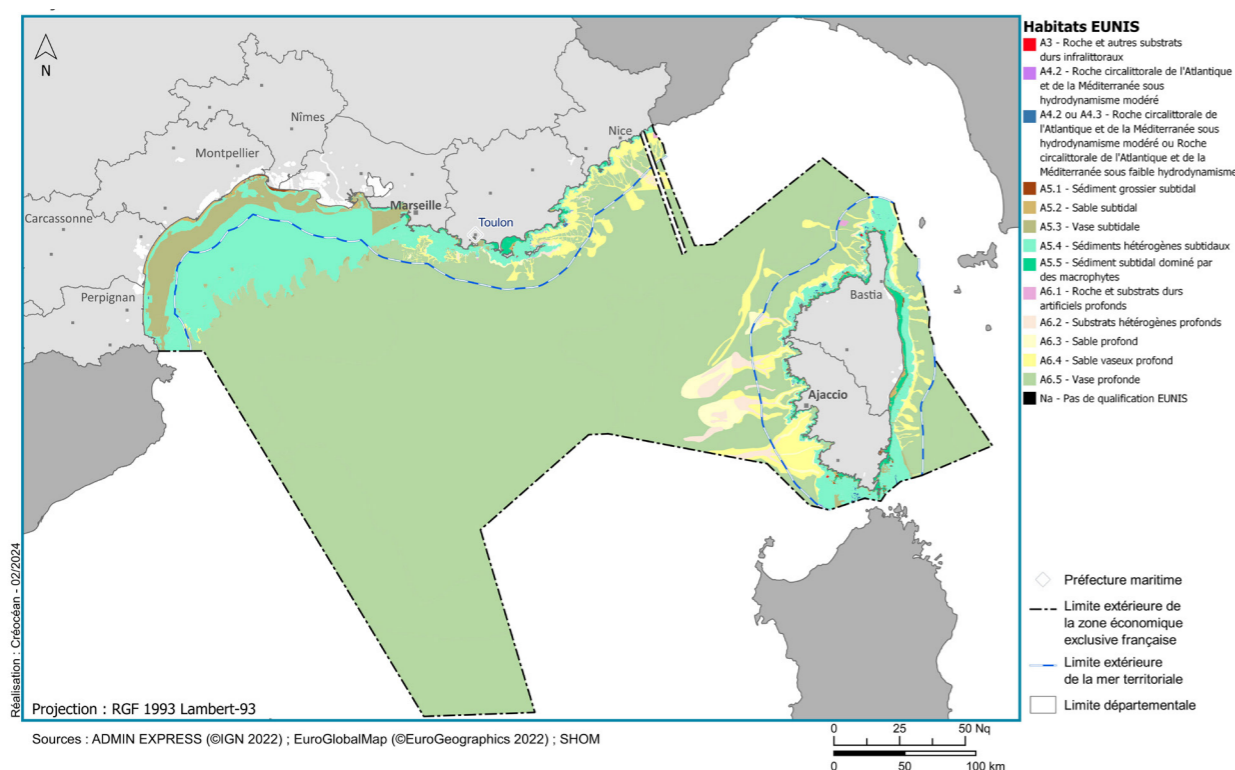 N
Nîmes
Montpellier
Nice
Marseille
Carcassonne
Toulon
Perpignan
Bastia
Ajaccio
Projection : RGF 1993 Lambert-93
Réalisation : Créocéan - 02/2024
Sources : ADMIN EXPRESS (©IGN 2022) ; EuroGlobalMap (©EuroGeographics 2022) ; SHOM
Habitats EUNIS
A3 - Roche et autres substrats
durs infralittoraux
A4.2 - Roche circalittorale de l'Atlantique
et de la Méditerranée sous
hydrodynamisme modéré
A4.2 ou A4.3 - Roche circalittorale de
l'Atlantique et de la Méditerranée sous
hydrodynamisme modéré ou Roche
circalittorale de l'Atlantique et de la
Méditerranée sous faible hydrodynamisme
A5.1 - Sédiment grossier subtidal
A5.2 - Sable subtidal
A5.3 - Vase subtidale
A5.4 - Sédiments hétérogènes subtidaux
A5.5 - Sédiment subtidal dominé par
des macrophytes
A6.1 - Roche et substrats durs
artificiels profonds
A6.2 - Substrats hétérogènes profonds
A6.3 - Sable profond
A6.4 - Sable vaseux profond
A6.5 - Vase profonde
Na - Pas de qualification EUNIS
Préfecture maritime
Limite extérieure de
la zone économique
exclusive française
Limite extérieure
de la mer territoriale
Limite départementale
0 25 50 Nq
0 50 100 km